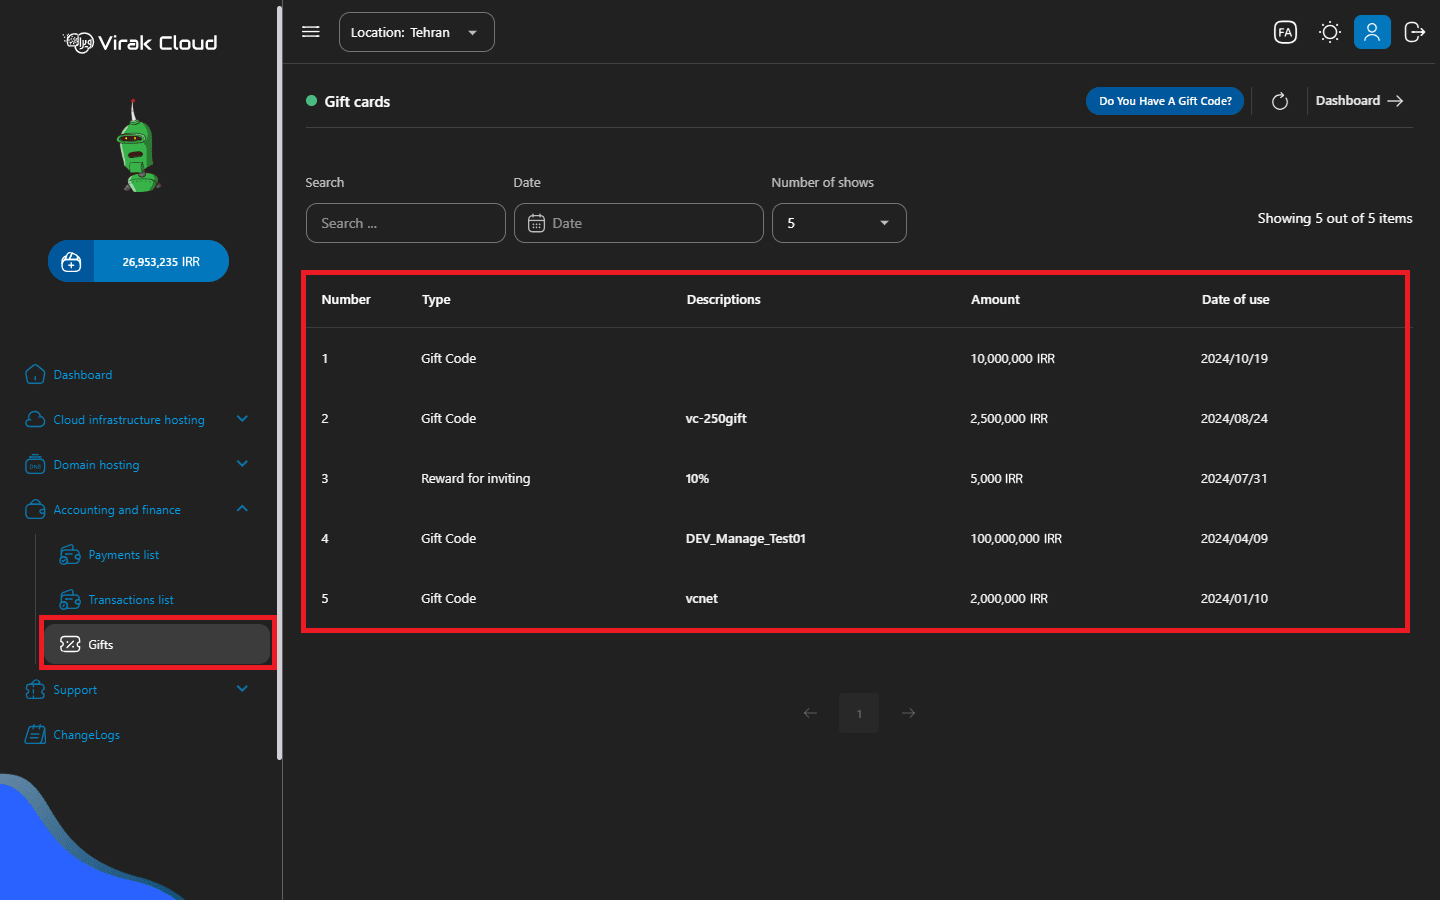 Virak Cloud
Location: Tehran
FA
Gift cards
Do You Have A Gift Code?
Dashboard
26,953,235 IRR
Search
Date
Number of shows
Search ...
Date
5
Showing 5 out of 5 items
Number Type Descriptions Amount Date of use
1 Gift Code 10,000,000 IRR 2024/10/19
2 Gift Code vc-250gift 2,500,000 IRR 2024/08/24
3 Reward for inviting 10% 5,000 IRR 2024/07/31
4 Gift Code DEV_Manage_Test01 100,000,000 IRR 2024/04/09
5 Gift Code vcnet 2,000,000 IRR 2024/01/10
1
Dashboard
Cloud infrastructure hosting
DNS
Domain hosting
Accounting and finance
Payments list
Transactions list
Gifts
Support
ChangeLogs